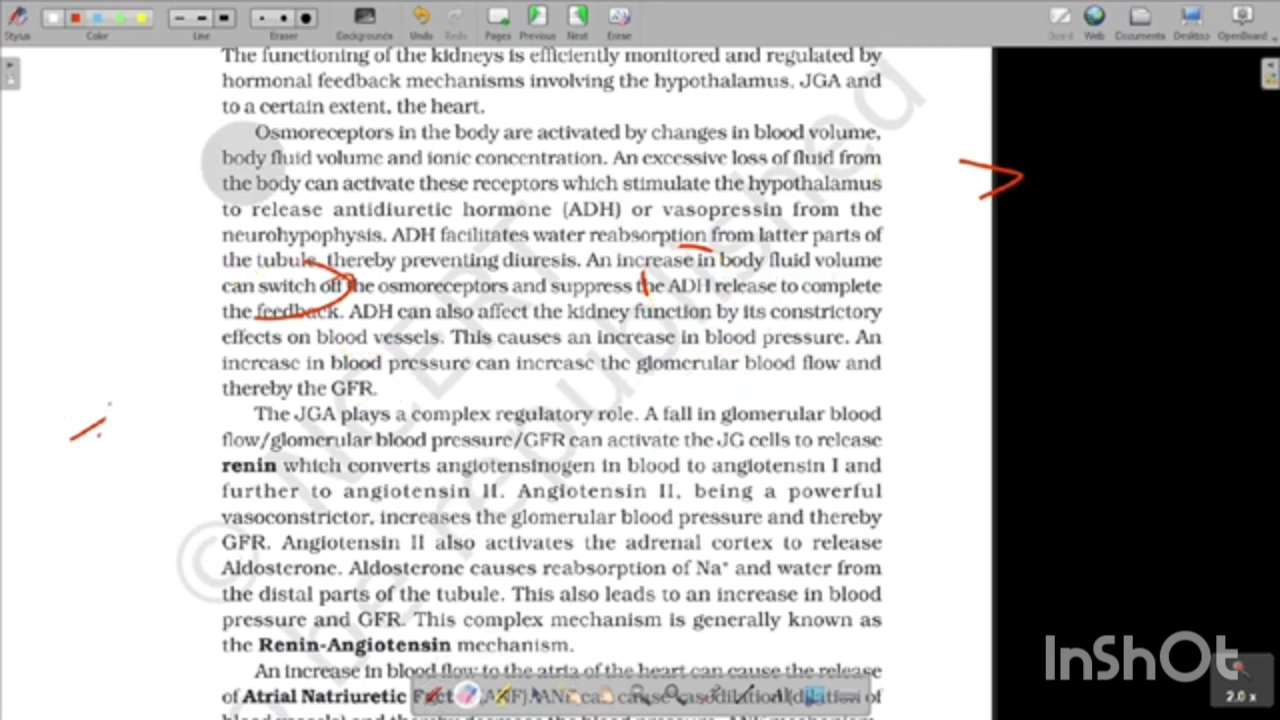 Stylus Color Line Eraser Backgrounds Undo Redo Pages Previous Next Erase Board Web Documents Desktop OpenBoard
The functioning of the kidneys is efficiently monitored and regulated by
hormonal feedback mechanisms involving the hypothalamus, JGA and
to a certain extent, the heart.
Osmoreceptors in the body are activated by changes in blood volume,
body fluid volume and ionic concentration. An excessive loss of fluid from
the body can activate these receptors which stimulate the hypothalamus
to release antidiuretic hormone (ADH) or vasopressin from the
neurohypophysis. ADH facilitates water reabsorption from latter parts of
the tubule, thereby preventing diuresis. An increase in body fluid volume
can switch off the osmoreceptors and suppress the ADH release to complete
the feedback. ADH can also affect the kidney function by its constrictory
effects on blood vessels. This causes an increase in blood pressure. An
increase in blood pressure can increase the glomerular blood flow and
thereby the GFR.
The JGA plays a complex regulatory role. A fall in glomerular blood
flow/glomerular blood pressure/GFR can activate the JG cells to release
renin which converts angiotensinogen in blood to angiotensin I and
further to angiotensin II. Angiotensin II, being a powerful
vasoconstrictor, increases the glomerular blood pressure and thereby
GFR. Angiotensin II also activates the adrenal cortex to release
Aldosterone. Aldosterone causes reabsorption of Na⁺ and water from
the distal parts of the tubule. This also leads to an increase in blood
pressure and GFR. This complex mechanism is generally known as
the Renin-Angiotensin mechanism.
An increase in blood flow to the atria of the heart can cause the release
of Atrial Natriuretic
© NCERT
be republished
InShOt
2.0 x